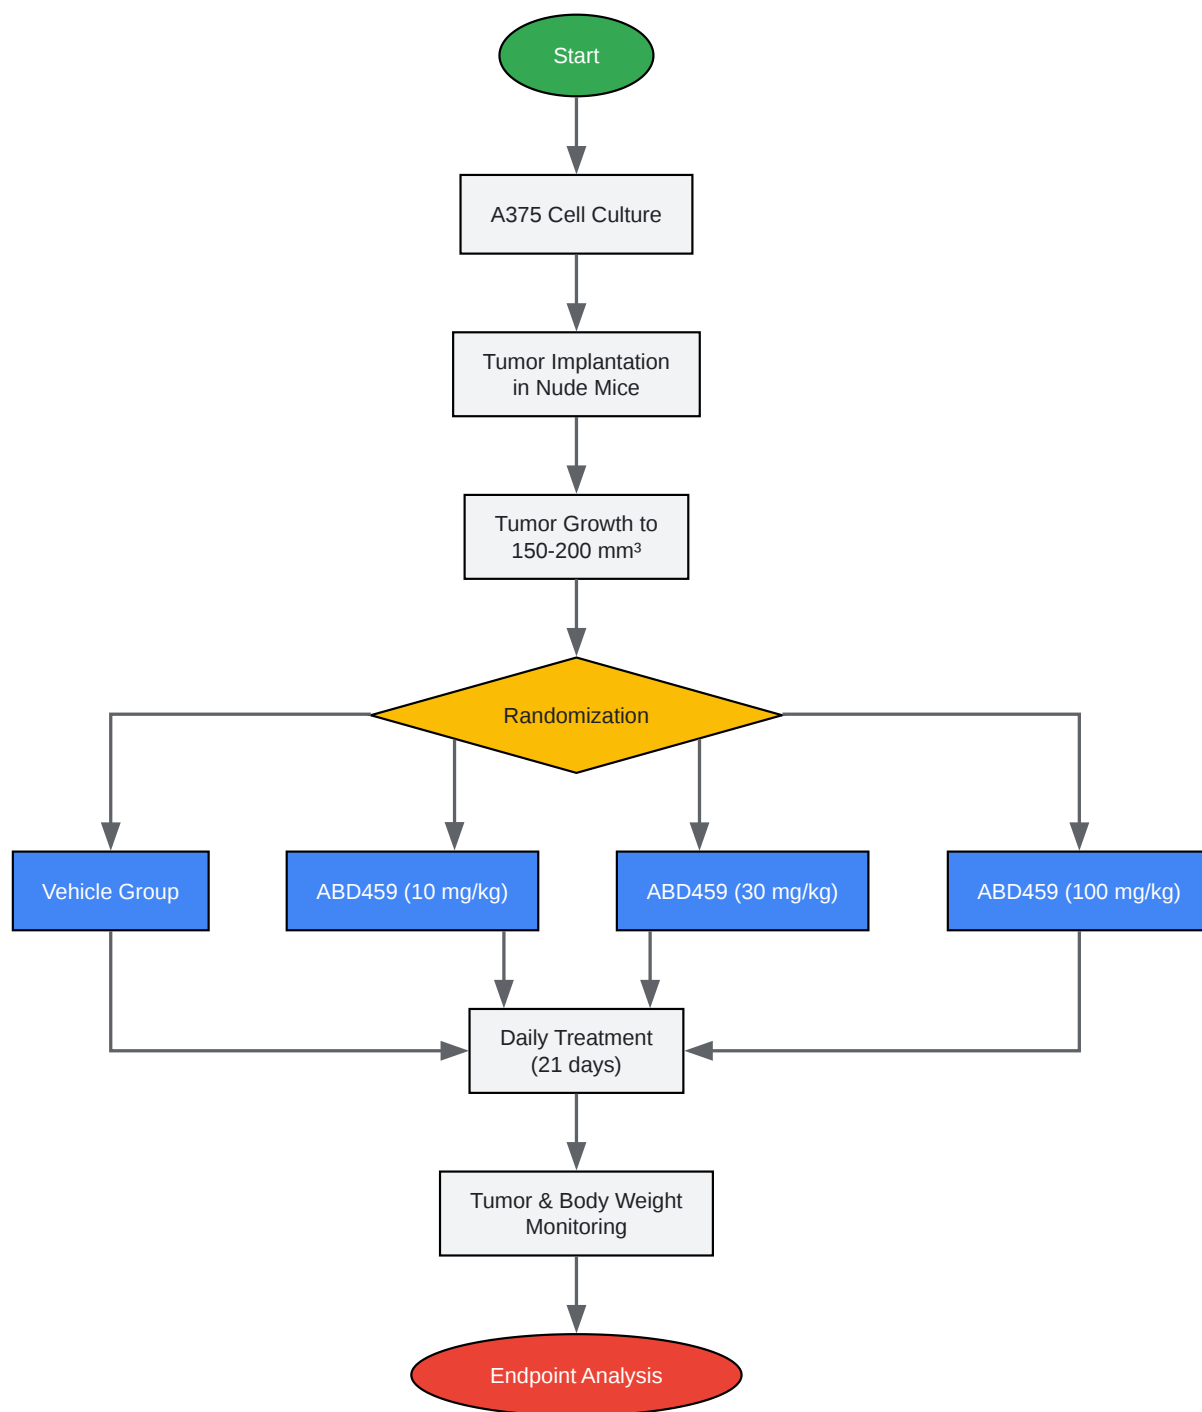 Start
A375 Cell Culture
Tumor Implantation
in Nude Mice
Tumor Growth to
150-200 mm³
Randomization
Vehicle Group
ABD459 (10 mg/kg)
ABD459 (30 mg/kg)
ABD459 (100 mg/kg)
Daily Treatment
(21 days)
Tumor & Body Weight
Monitoring
Endpoint Analysis